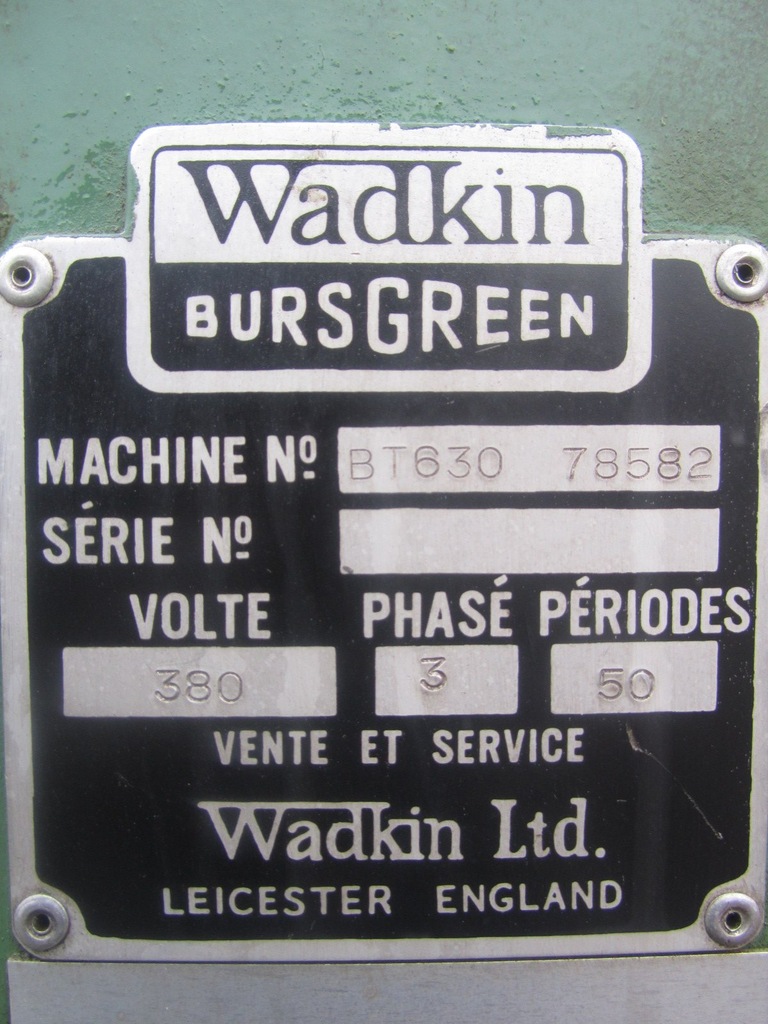 Wadkin
BURSGREEN
MACHINE Nº BT630 78582
SÉRIE Nº
VOLTE PHASÉ PÉRIODES
380 3 50
VENTE ET SERVICE
Wadkin Ltd.
LEICESTER ENGLAND